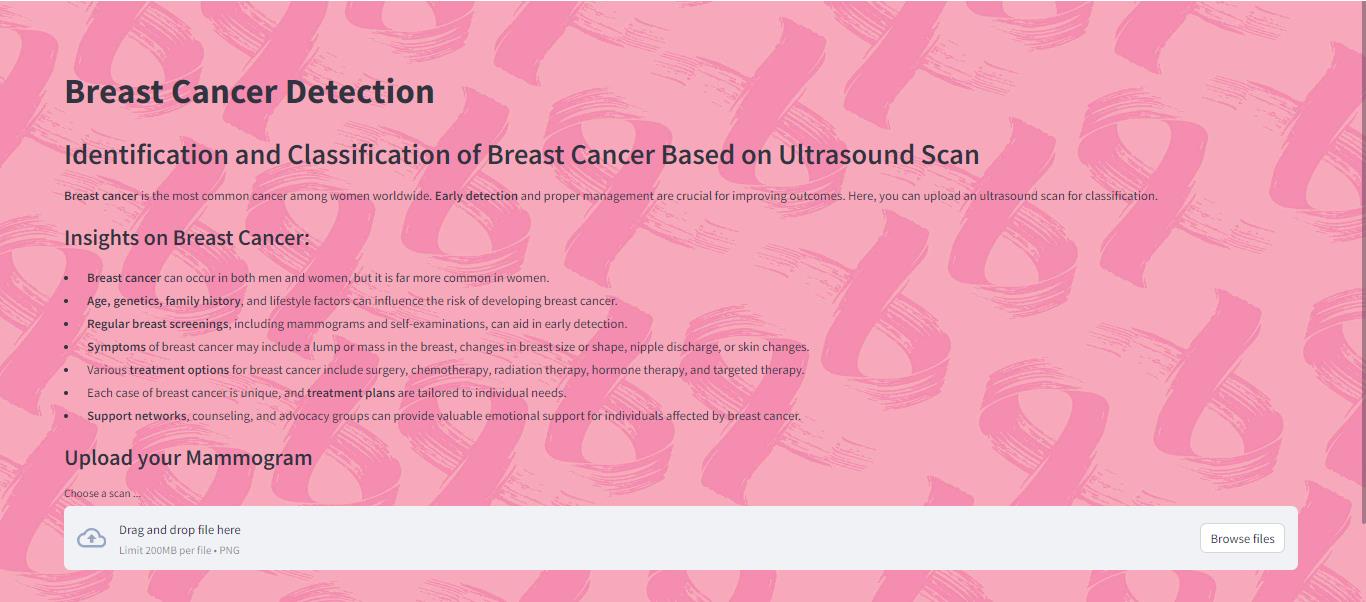 Breast Cancer Detection
Identification and Classification of Breast Cancer Based on Ultrasound Scan
Breast cancer is the most common cancer among women worldwide. Early detection and proper management are crucial for improving outcomes. Here, you can upload an ultrasound scan for classification.
Insights on Breast Cancer:
• Breast cancer can occur in both men and women, but it is far more common in women.
• Age, genetics, family history, and lifestyle factors can influence the risk of developing breast cancer.
• Regular breast screenings, including mammograms and self-examinations, can aid in early detection.
• Symptoms of breast cancer may include a lump or mass in the breast, changes in breast size or shape, nipple discharge, or skin changes.
• Various treatment options for breast cancer include surgery, chemotherapy, radiation therapy, hormone therapy, and targeted therapy.
• Each case of breast cancer is unique, and treatment plans are tailored to individual needs.
• Support networks, counseling, and advocacy groups can provide valuable emotional support for individuals affected by breast cancer.
Upload your Mammogram
Choose a scan ...
Drag and drop file here
Limit 200MB per file • PNG
Browse files